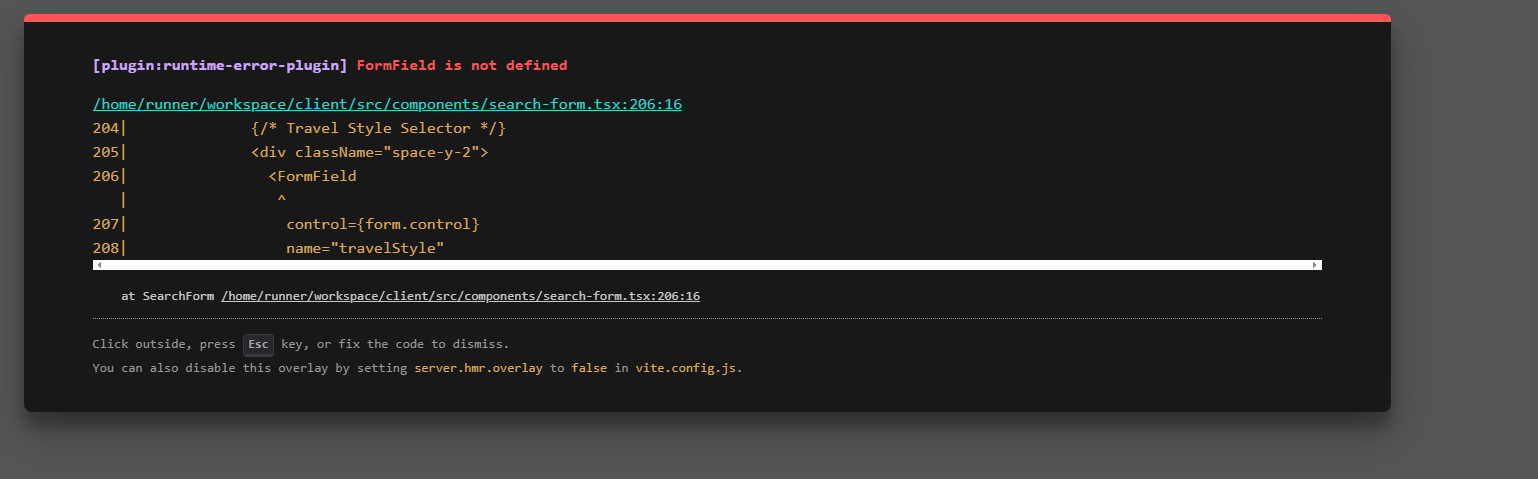 [plugin:runtime-error-plugin] FormField is not defined
/home/runner/workspace/client/src/components/search-form.tsx:206:16
204|              {/* Travel Style Selector */}
205|              <div className="space-y-2">
206|                <FormField
   |                 ^
207|                  control={form.control}
208|                  name="travelStyle"
at SearchForm /home/runner/workspace/client/src/components/search-form.tsx:206:16
Click outside, press Esc key, or fix the code to dismiss.
You can also disable this overlay by setting server.hmr.overlay to false in vite.config.js.